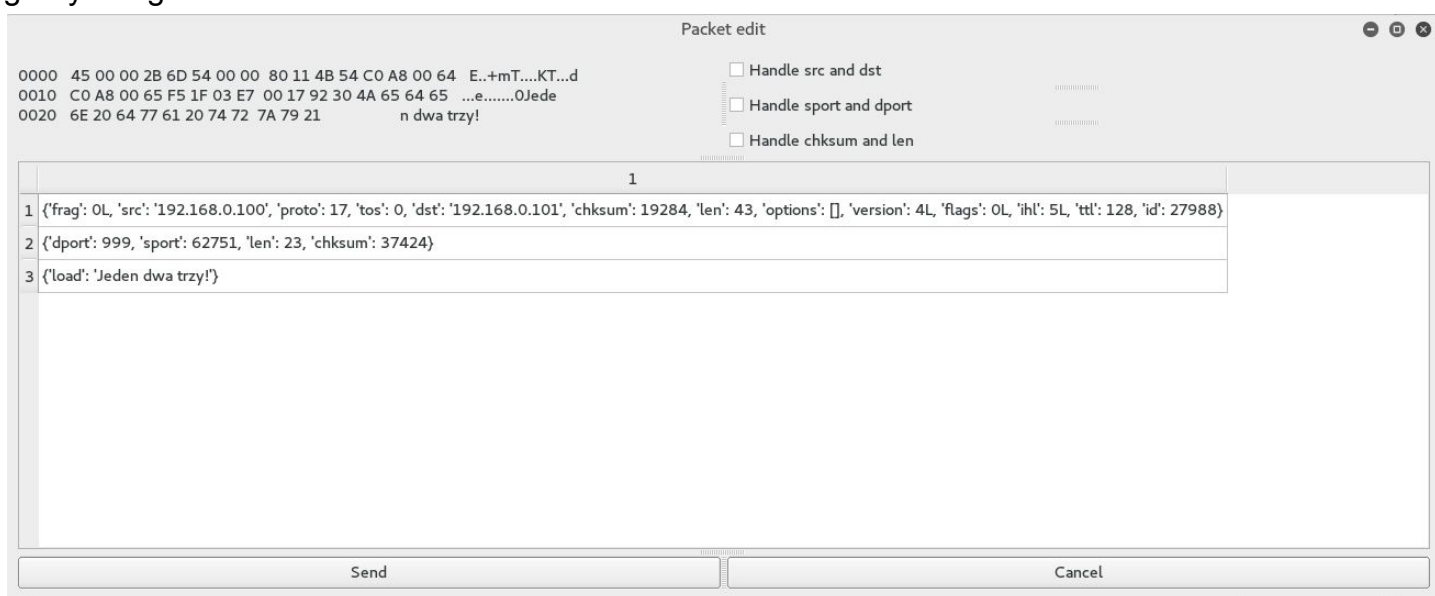 Packet edit
0000 45 00 00 2B 6D 54 00 00 80 11 4B 54 C0 A8 00 64 E..+mT....KT...d
0010 C0 A8 00 65 F5 1F 03 E7 00 17 92 30 4A 65 64 65 ...e.......0Jede
0020 6E 20 64 77 61 20 74 72 7A 79 21 n dwa trzy!
Handle src and dst
Handle sport and dport
Handle chksum and len
1
1 {'frag': 0L, 'src': '192.168.0.100', 'proto': 17, 'tos': 0, 'dst': '192.168.0.101', 'chksum': 19284, 'len': 43, 'options': [], 'version': 4L, 'flags': 0L, 'ihl': 5L, 'ttl': 128, 'id': 27988}
2 {'dport': 999, 'sport': 62751, 'len': 23, 'chksum': 37424}
3 {'load': 'Jeden dwa trzy!'}
Send
Cancel